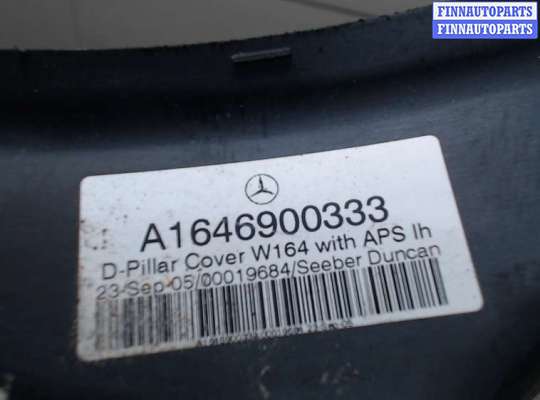 FINNAUTOPARTS
FINNAUTOPARTS
A1646900333
D-Pillar Cover W164 with APS lh
23-Sep-05/00019684/Seeber Duncan